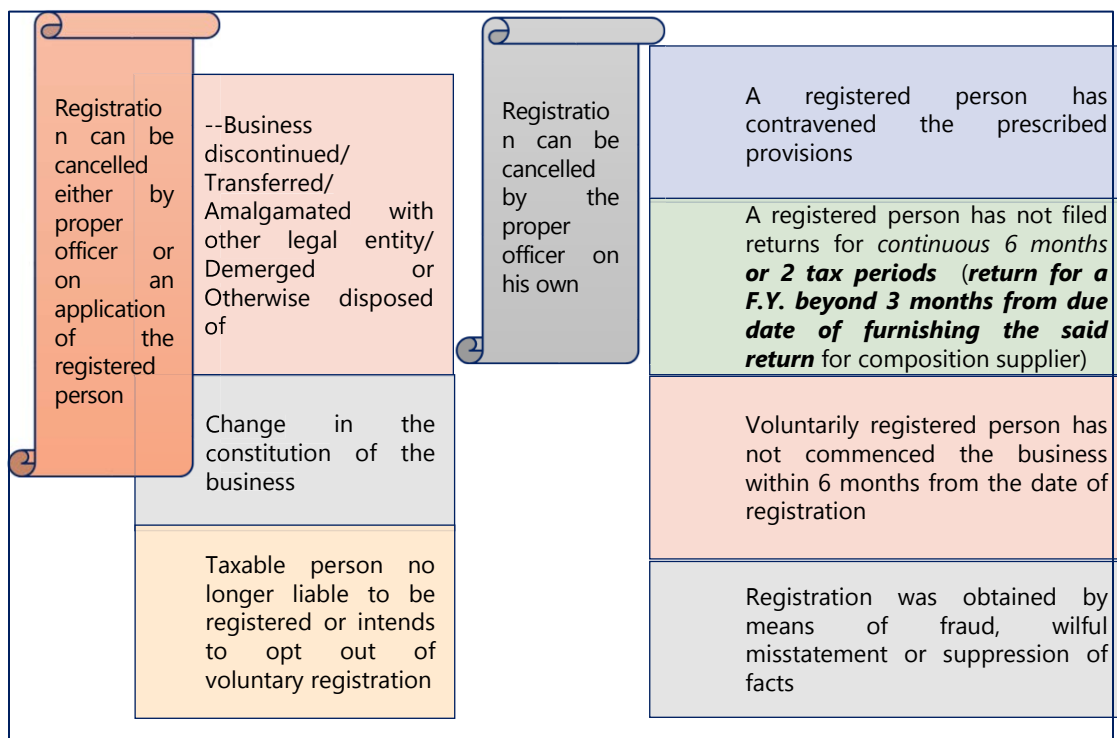 Registratio
n can be
cancelled
either by
proper
officer or
on an
application
of the
registered
person
--Business
discontinued/
Transferred/
Amalgamated with
other legal entity/
Demerged or
Otherwise disposed
of
Change in the
constitution of the
business
Taxable person no
longer liable to be
registered or intends
to opt out of
voluntary registration
Registratio
n can be
cancelled
by the
proper
officer on
his own
A registered person has
contravened the prescribed
provisions
A registered person has not filed
returns for continuous 6 months
or 2 tax periods (return for a
F.Y. beyond 3 months from due
date of furnishing the said
return for composition supplier)
Voluntarily registered person has
not commenced the business
within 6 months from the date of
registration
Registration was obtained by
means of fraud, wilful
misstatement or suppression of
facts